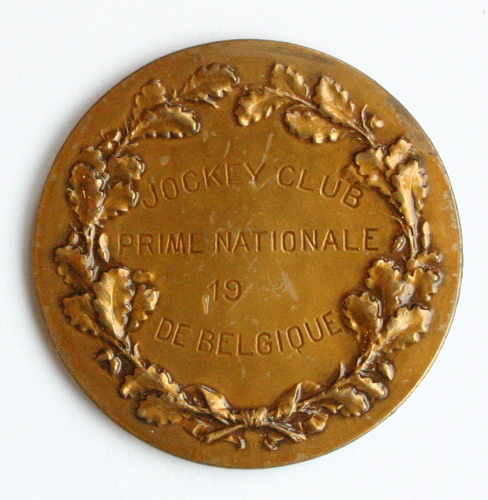 JOCKEY CLUB
PRIME NATIONALE
19
DE BELGIQUE